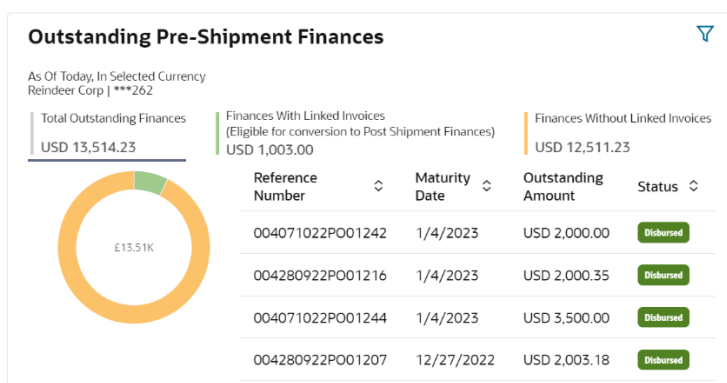 Outstanding Pre-Shipment Finances
As Of Today, In Selected Currency
Reindeer Corp | ***262
Total Outstanding Finances
USD 13,514.23
Finances With Linked Invoices
(Eligible for conversion to Post Shipment Finances)
USD 1,003.00
Finances Without Linked Invoices
USD 12,511.23
£13.51K
Reference Number Maturity Date Outstanding Amount Status
004071022PO01242 1/4/2023 USD 2,000.00 Disbursed
004280922PO01216 1/4/2023 USD 2,000.35 Disbursed
004071022PO01244 1/4/2023 USD 3,500.00 Disbursed
004280922PO01207 12/27/2022 USD 2,003.18 Disbursed